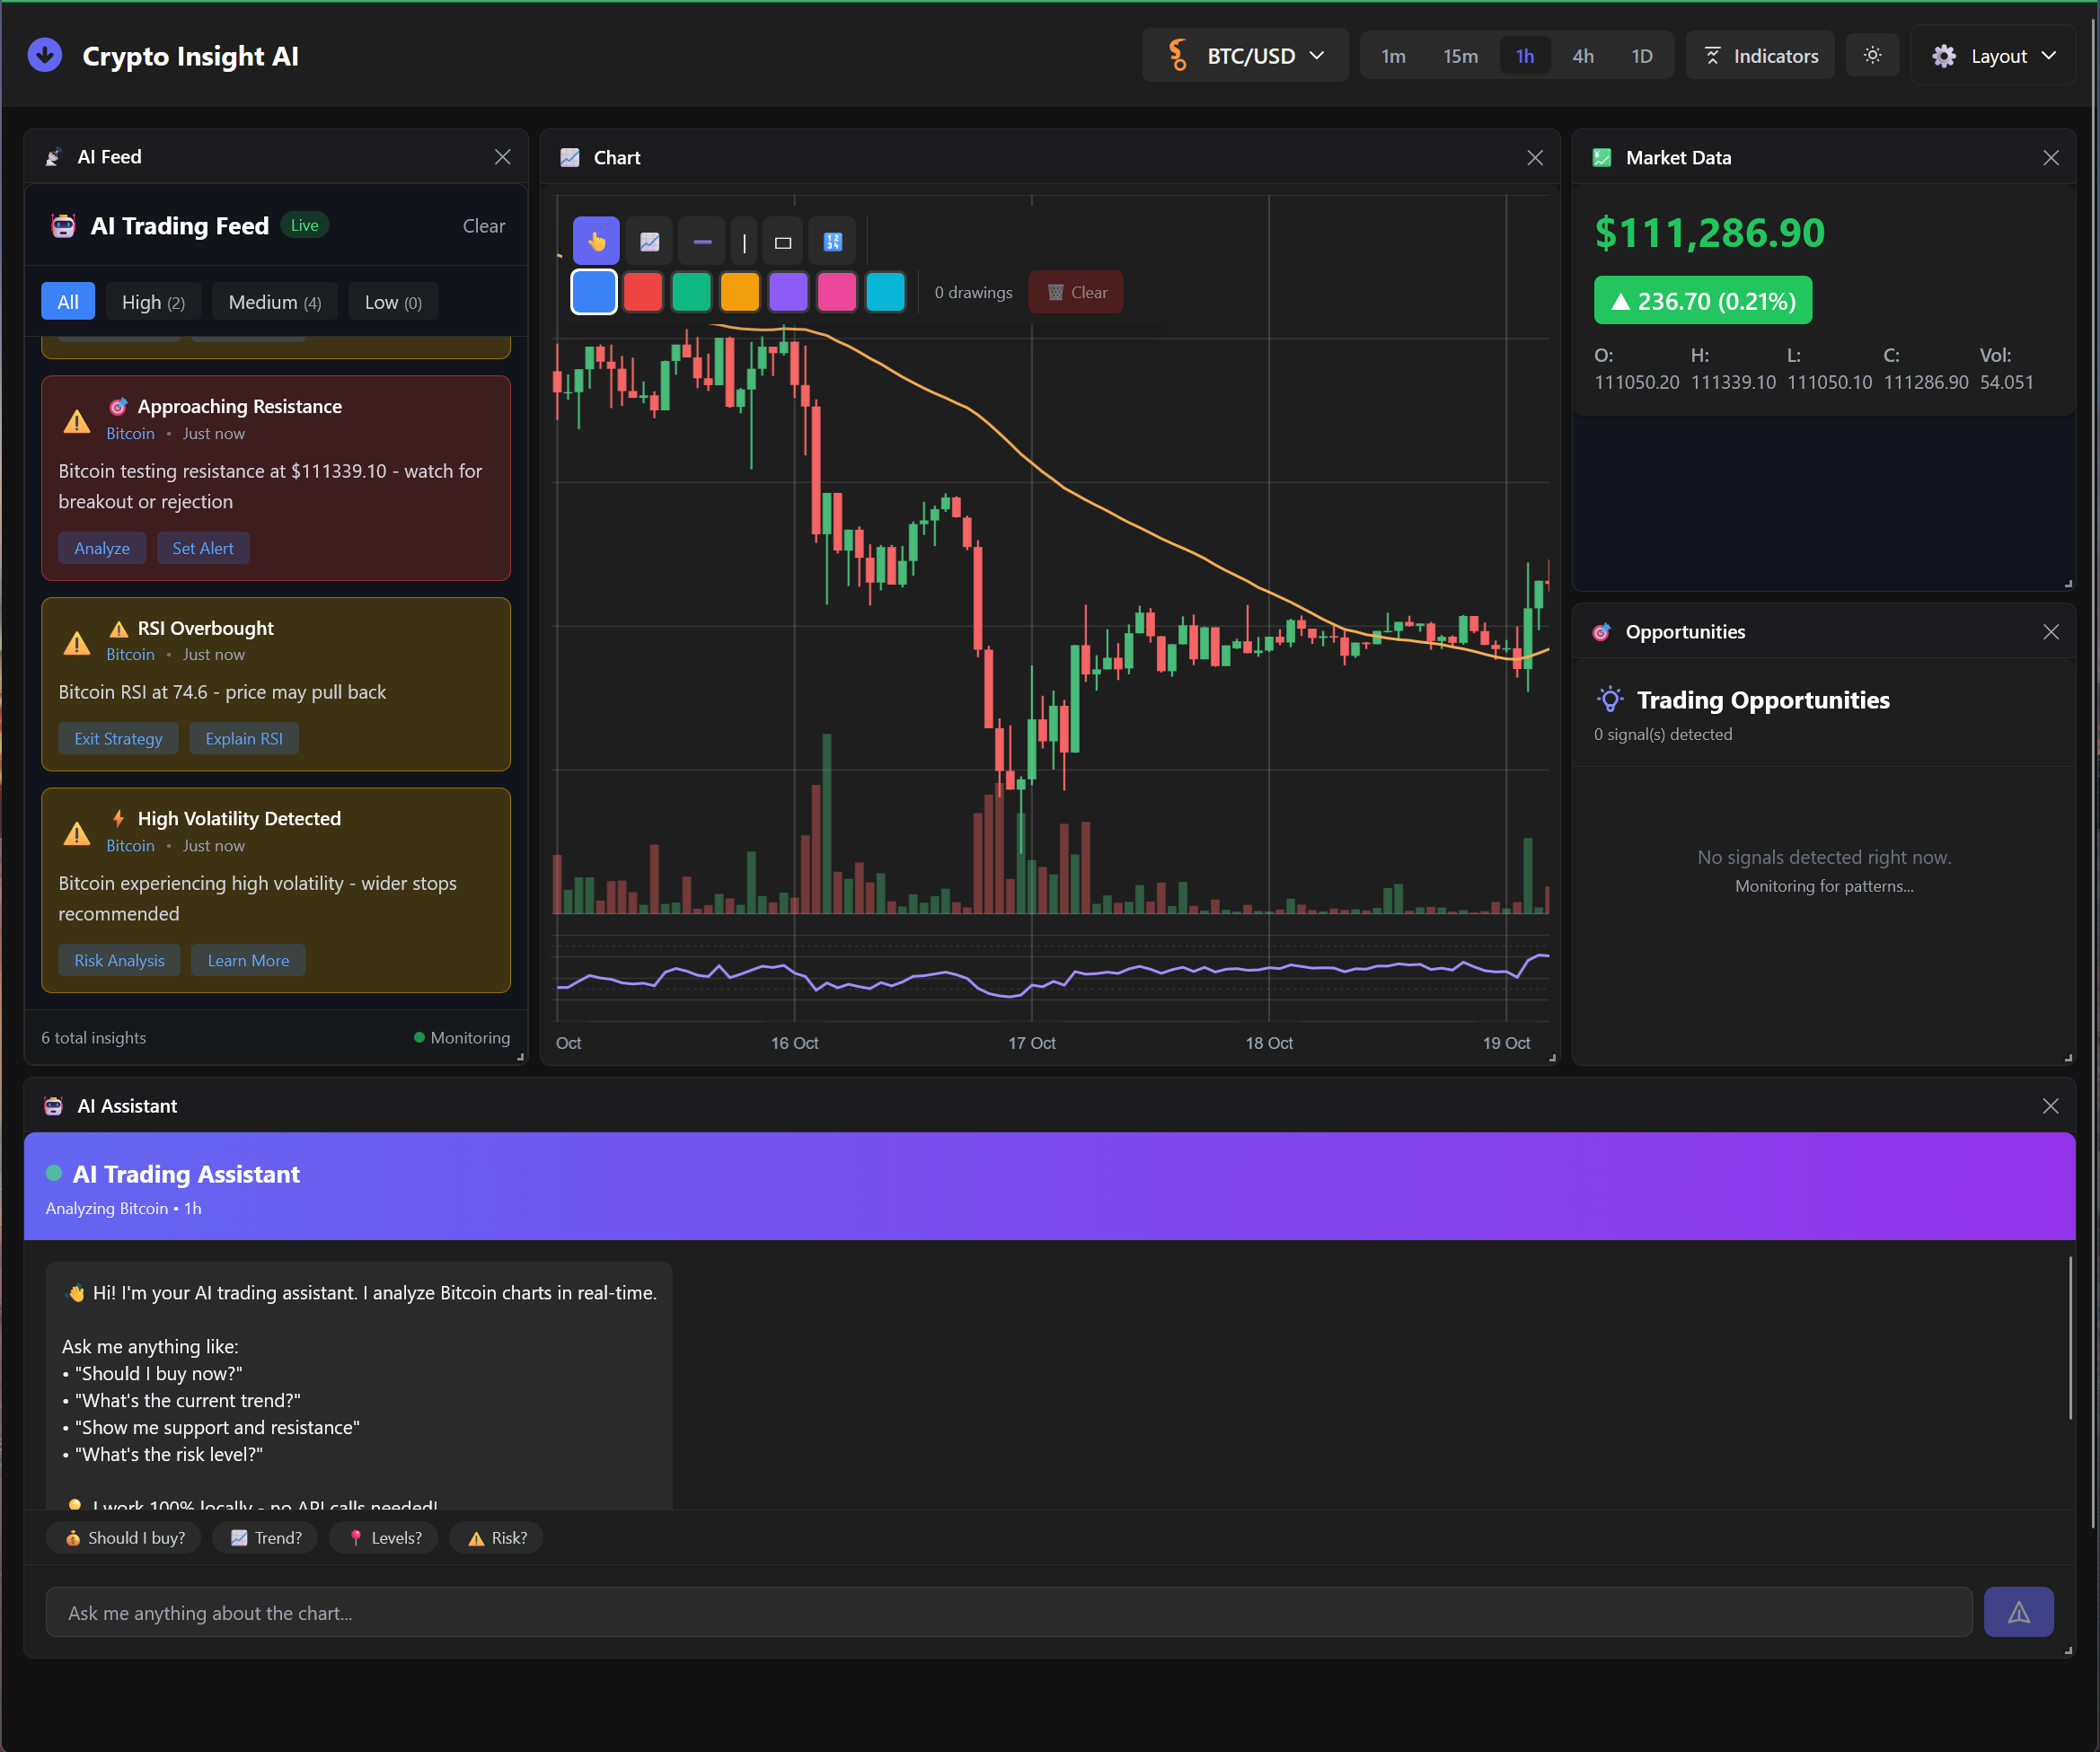 Crypto Insight AI
BTC/USD
1m 15m 1h 4h 1D
Indicators
Layout
AI Feed
AI Trading Feed Live Clear
All High (2) Medium (4) Low (0)
Approaching Resistance
Bitcoin • Just now
Bitcoin testing resistance at $111339.10 - watch for
breakout or rejection
Analyze Set Alert
RSI Overbought
Bitcoin • Just now
Bitcoin RSI at 74.6 - price may pull back
Exit Strategy Explain RSI
High Volatility Detected
Bitcoin • Just now
Bitcoin experiencing high volatility - wider stops
recommended
Risk Analysis Learn More
6 total insights Monitoring
Chart
0 drawings Clear
Oct 16 Oct 17 Oct 18 Oct 19 Oct
Market Data
$111,286.90
▲ 236.70 (0.21%)
O: H: L: C: Vol:
111050.20 111339.10 111050.10 111286.90 54.051
Opportunities
Trading Opportunities
0 signal(s) detected
No signals detected right now.
Monitoring for patterns...
AI Assistant
AI Trading Assistant
Analyzing Bitcoin • 1h
👋 Hi! I'm your AI trading assistant. I analyze Bitcoin charts in real-time.
Ask me anything like:
• "Should I buy now?"
• "What's the current trend?"
• "Show me support and resistance"
• "What's the risk level?"
💡 I work 100% locally - no API calls needed!
Should I buy? Trend? Levels? Risk?
Ask me anything about the chart...